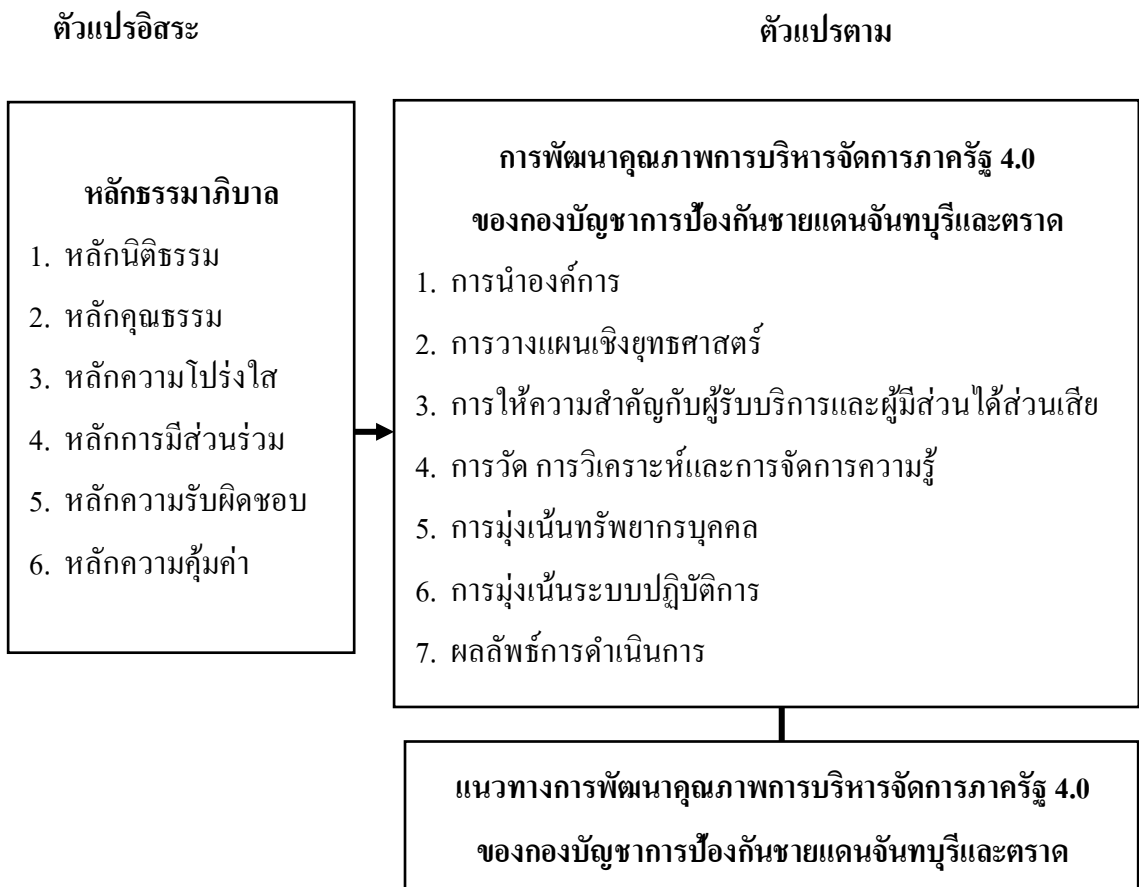 ตัวแปรอิสระ
ตัวแปรตาม
หลักธรรมาภิบาล
1. หลักนิติธรรม
2. หลักคุณธรรม
3. หลักความโปร่งใส
4. หลักการมีส่วนร่วม
5. หลักความรับผิดชอบ
6. หลักความคุ้มค่า
การพัฒนาคุณภาพการบริหารจัดการภาครัฐ 4.0
ของกองบัญชาการป้องกันชายแดนจันทบุรีและตราด
1. การนำองค์การ
2. การวางแผนเชิงยุทธศาสตร์
3. การให้ความสำคัญกับผู้รับบริการและผู้มีส่วนได้ส่วนเสีย
4. การวัด การวิเคราะห์และการจัดการความรู้
5. การมุ่งเน้นทรัพยากรบุคคล
6. การมุ่งเน้นระบบปฏิบัติการ
7. ผลลัพธ์การดำเนินการ
แนวทางการพัฒนาคุณภาพการบริหารจัดการภาครัฐ 4.0
ของกองบัญชาการป้องกันชายแดนจันทบุรีและตราด